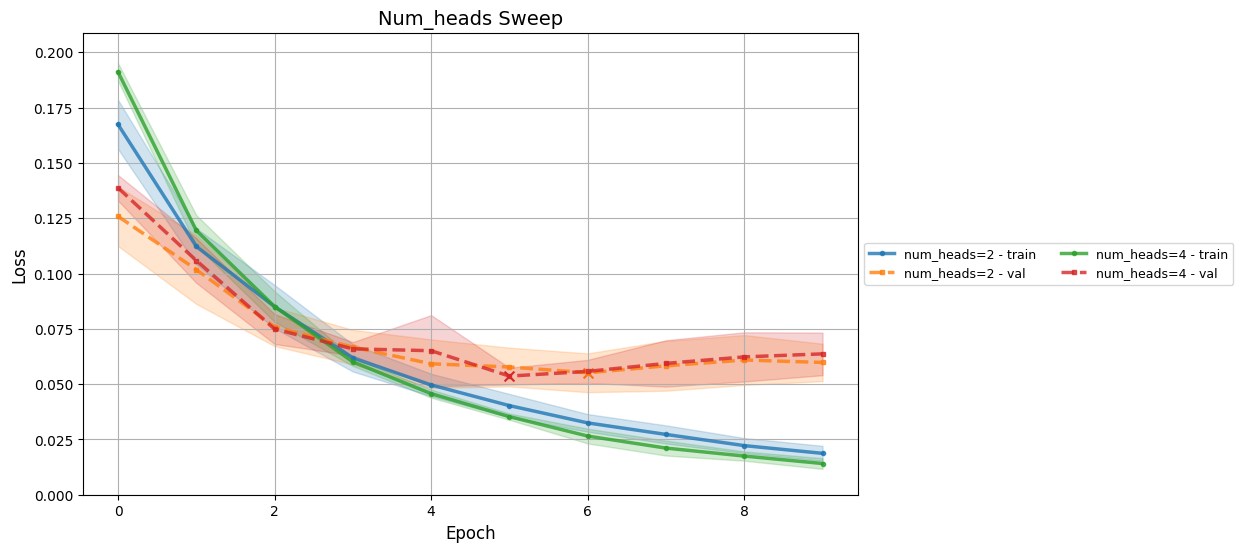 Num_heads Sweep
Loss
0.200
0.175
0.150
0.125
0.100
0.075
0.050
0.025
0.000
0 2 4 6 8
Epoch
num_heads=2 - train num_heads=4 - train
num_heads=2 - val num_heads=4 - val